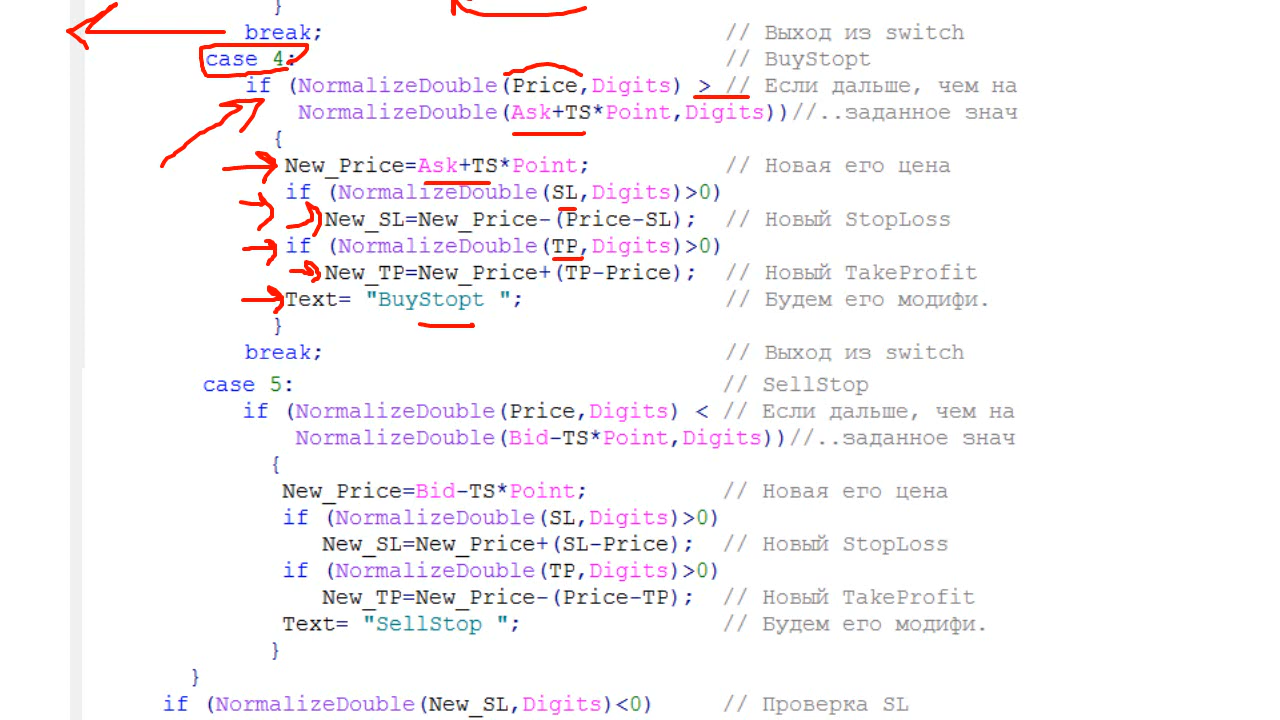 }
break; // Выход из switch
case 4: // BuyStopt
if (NormalizeDouble(Price,Digits) > // Если дальше, чем на
NormalizeDouble(Ask+TS*Point,Digits))//..заданное знач
{
New_Price=Ask+TS*Point; // Новая его цена
if (NormalizeDouble(SL,Digits)>0)
New_SL=New_Price-(Price-SL); // Новый StopLoss
if (NormalizeDouble(TP,Digits)>0)
New_TP=New_Price+(TP-Price); // Новый TakeProfit
Text= "BuyStopt "; // Будем его модифи.
}
break; // Выход из switch
case 5: // SellStop
if (NormalizeDouble(Price,Digits) < // Если дальше, чем на
NormalizeDouble(Bid-TS*Point,Digits))//..заданное знач
{
New_Price=Bid-TS*Point; // Новая его цена
if (NormalizeDouble(SL,Digits)>0)
New_SL=New_Price+(SL-Price); // Новый StopLoss
if (NormalizeDouble(TP,Digits)>0)
New_TP=New_Price-(Price-TP); // Новый TakeProfit
Text= "SellStop "; // Будем его модифи.
}
}
if (NormalizeDouble(New_SL,Digits)<0) // Проверка SL